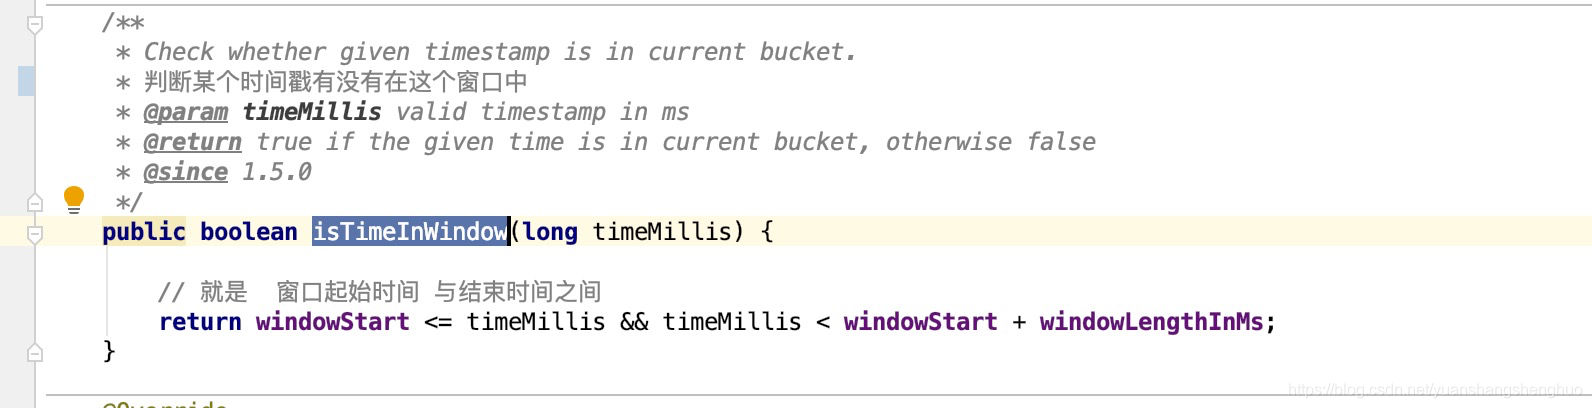 /**
* Check whether given timestamp is in current bucket.
* 判断某个时间戳有没有在这个窗口中
* @param timeMillis valid timestamp in ms
* @return true if the given time is in current bucket, otherwise false
* @since 1.5.0
*/
public boolean isTimeInWindow(long timeMillis) {
// 就是  窗口起始时间 与结束时间之间
return windowStart <= timeMillis && timeMillis < windowStart + windowLengthInMs;
}
https://blog.csdn.net/yuanshangshenghuo
@Override